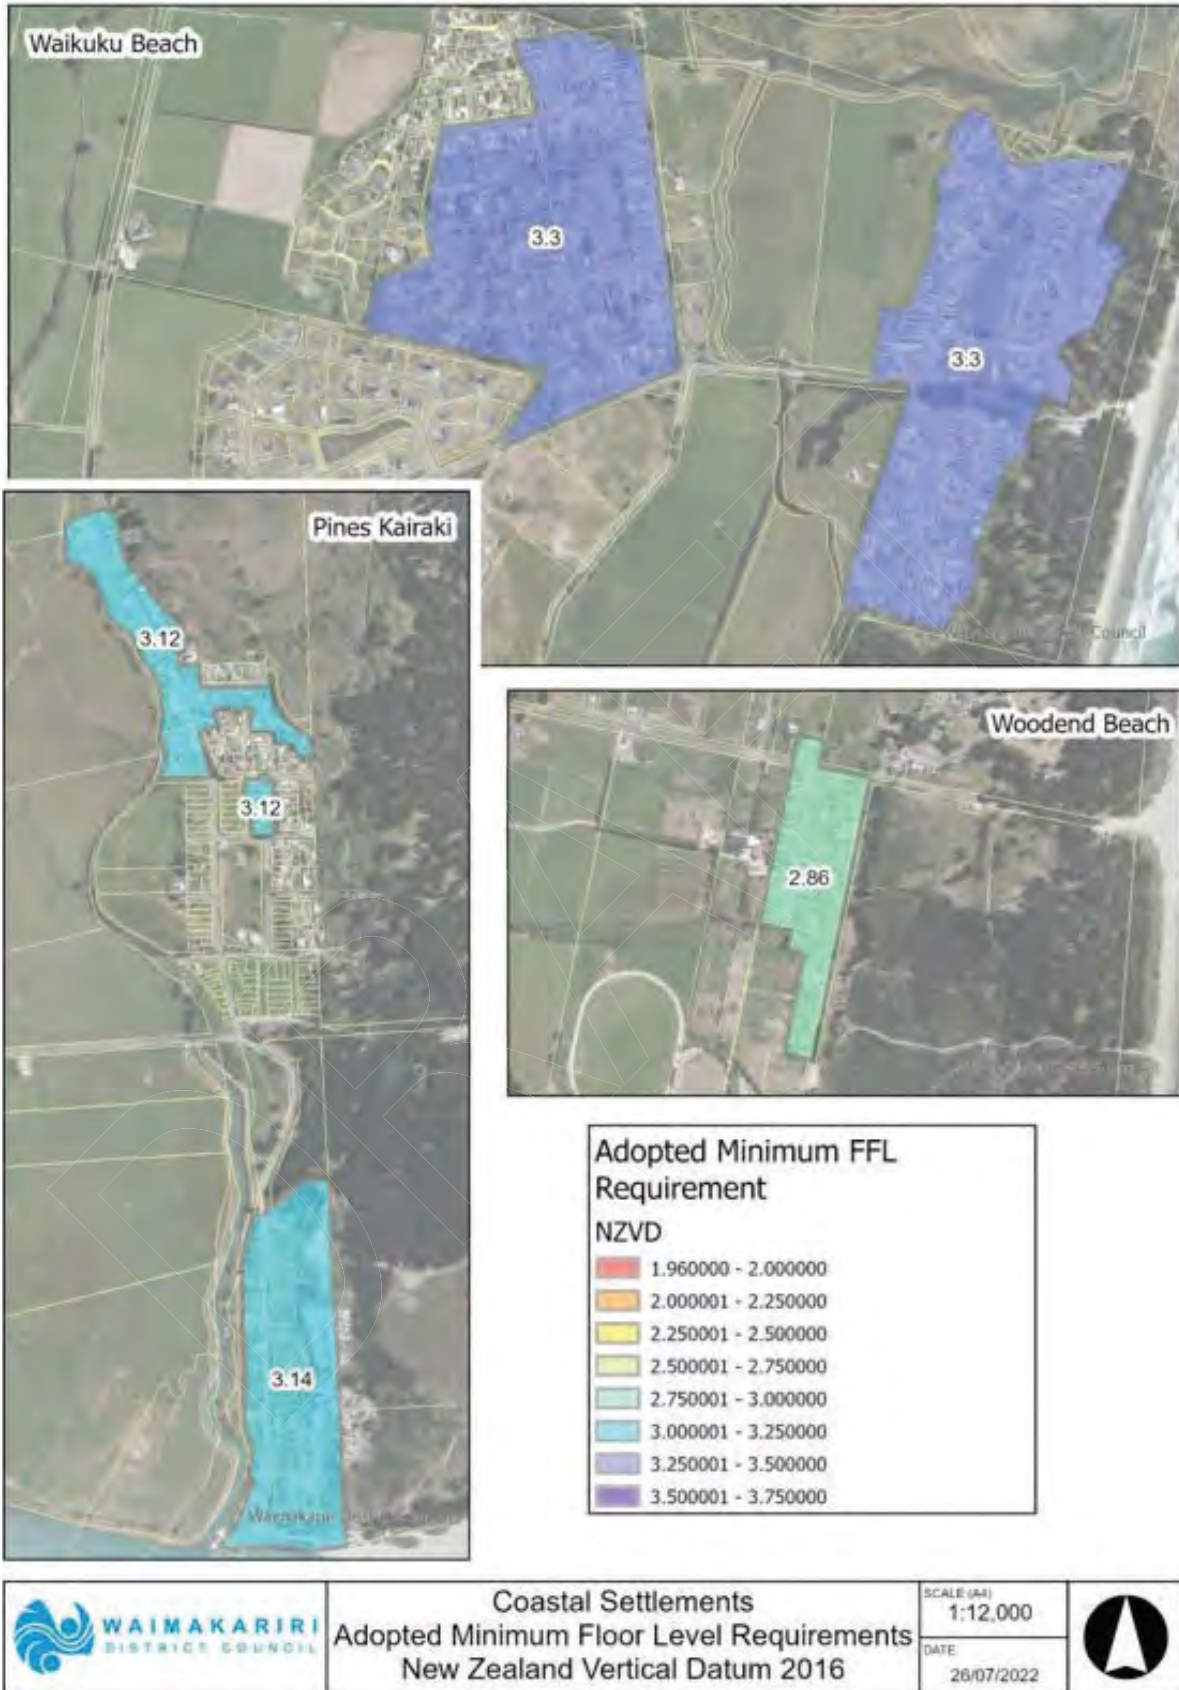 Waikuku Beach
3.3
3.3
Council
Pines Kairaki
3.12
3.12
3.14
Woodend Beach
2.86
Adopted Minimum FFL
Requirement
NZVD
1.960000 - 2.000000
2.000001 - 2.250000
2.250001 - 2.500000
2.500001 - 2.750000
2.750001 - 3.000000
3.000001 - 3.250000
3.250001 - 3.500000
3.500001 - 3.750000
WAIMAKARIRI
DISTRICT COUNCIL
Coastal Settlements
Adopted Minimum Floor Level Requirements
New Zealand Vertical Datum 2016
SCALE (A4)
1:12,000
DATE
26/07/2022